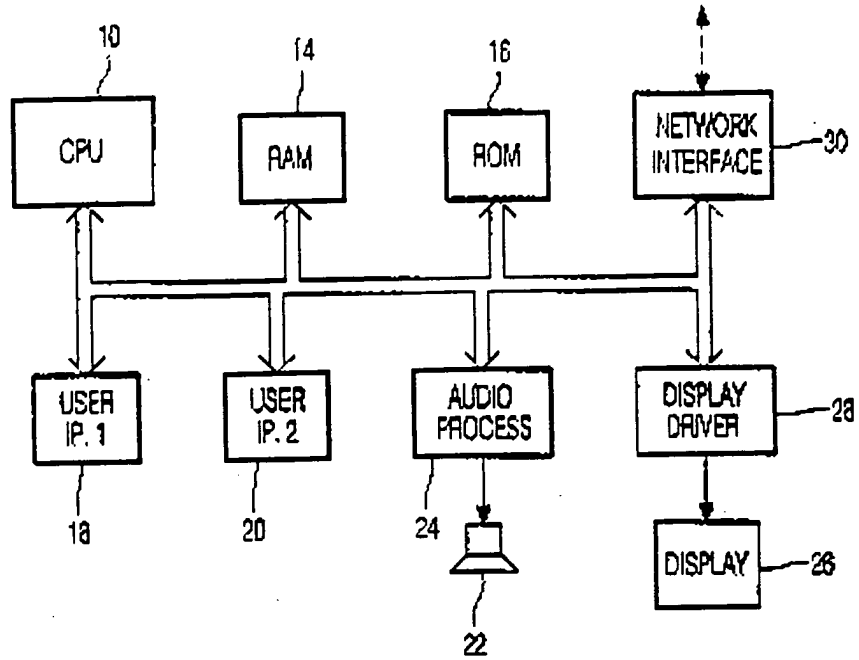 10
14
16
CPU
RAM
ROM
NETWORK
INTERFACE
30
USER
IP. 1
USER
IP. 2
AUDIO
PROCESS
DISPLAY
DRIVER
28
18
20
24
22
DISPLAY
26